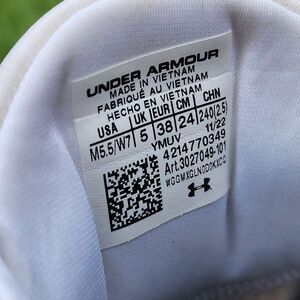 UNDER ARMOUR
MADE IN VIETNAM
FABRIQUÉ AU VIETNAM
HECHO EN VIETNAM
USA UK EUR CM CHN
M5.5/W7 5 38 24 240(2.5)
YMUV 11/22
4214770349
Art.3027049-101